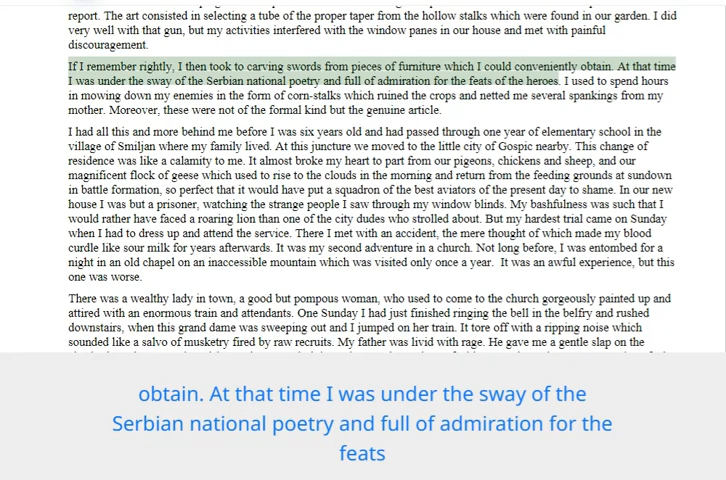 report. The art consisted in selecting a tube of the proper taper from the hollow stalks which were found in our garden. I did
very well with that gun, but my activities interfered with the window panes in our house and met with painful
discouragement.
If I remember rightly, I then took to carving swords from pieces of furniture which I could conveniently obtain. At that time
I was under the sway of the Serbian national poetry and full of admiration for the feats of the heroes. I used to spend hours
in mowing down my enemies in the form of corn-stalks which ruined the crops and netted me several spankings from my
mother. Moreover, these were not of the formal kind but the genuine article.
I had all this and more behind me before I was six years old and had passed through one year of elementary school in the
village of Smiljan where my family lived. At this juncture we moved to the little city of Gospic nearby. This change of
residence was like a calamity to me. It almost broke my heart to part from our pigeons, chickens and sheep, and our
magnificent flock of geese which used to rise to the clouds in the morning and return from the feeding grounds at sundown
in battle formation, so perfect that it would have put a squadron of the best aviators of the present day to shame. In our new
house I was but a prisoner, watching the strange people I saw through my window blinds. My bashfulness was such that I
would rather have faced a roaring lion than one of the city dudes who strolled about. But my hardest trial came on Sunday
when I had to dress up and attend the service. There I met with an accident, the mere thought of which made my blood
curdle like sour milk for years afterwards. It was my second adventure in a church. Not long before, I was entombed for a
night in an old chapel on an inaccessible mountain which was visited only once a year. It was an awful experience, but this
one was worse.
There was a wealthy lady in town, a good but pompous woman, who used to come to the church gorgeously painted up and
attired with an enormous train and attendants. One Sunday I had just finished ringing the bell in the belfry and rushed
downstairs, when this grand dame was sweeping out and I jumped on her train. It tore off with a ripping noise which
sounded like a salvo of musketry fired by raw recruits. My father was livid with rage. He gave me a gentle slap on the
obtain. At that time I was under the sway of the
Serbian national poetry and full of admiration for the
feats